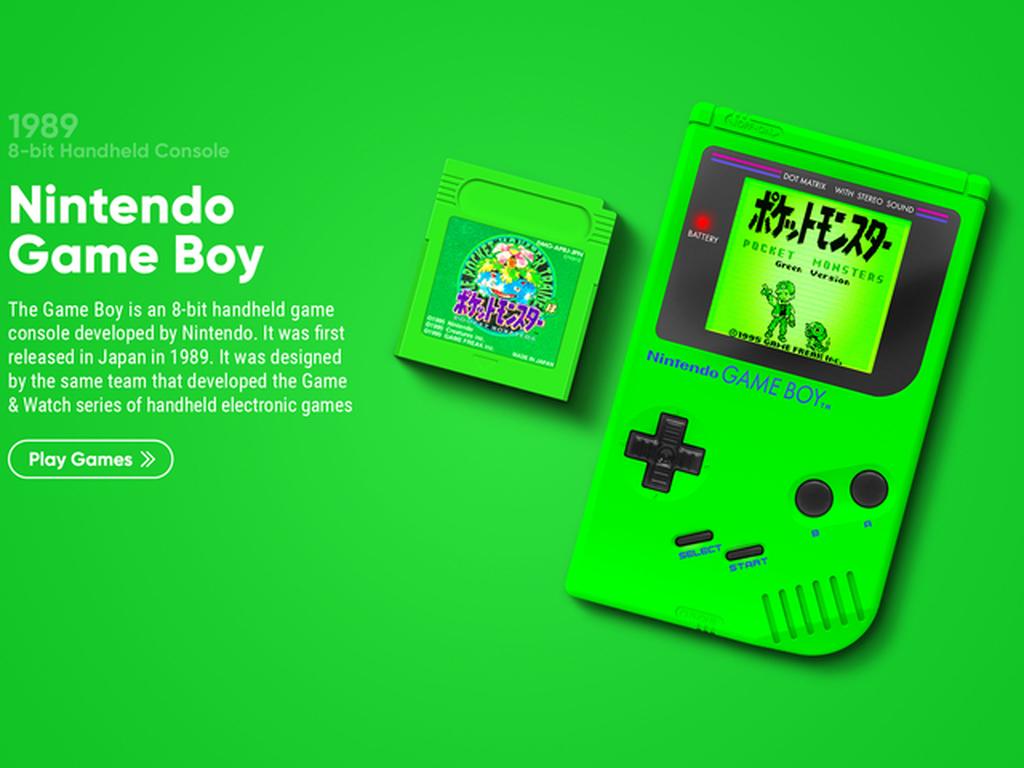 1989
8-bit Handheld Console
Nintendo
Game Boy
The Game Boy is an 8-bit handheld game
console developed by Nintendo. It was first
released in Japan in 1989. It was designed
by the same team that developed the Game
& Watch series of handheld electronic games
Play Games
DMG-APBJ-JPN
POCKET MONSTERS
ポケットモンスター
©1995 Nintendo
©1995 Creatures inc.
©1995 GAME FREAK inc.
MADE IN JAPAN
DOT MATRIX WITH STEREO SOUND
BATTERY
ポケットモンスター
POCKET MONSTERS
Green Version
©1995 GAME FREAK inc.
Nintendo GAME BOY TM
B
A
SELECT
START